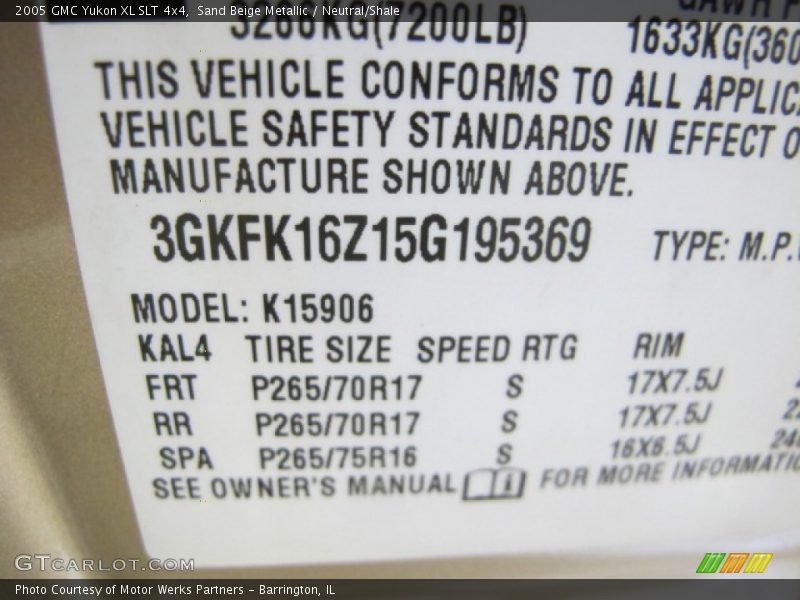 2005 GMC Yukon XL SLT 4x4, Sand Beige Metallic / Neutral/Shale
3266KG(7200LB)
1633KG(360
THIS VEHICLE CONFORMS TO ALL APPLIC
VEHICLE SAFETY STANDARDS IN EFFECT O
MANUFACTURE SHOWN ABOVE.
3GKFK16Z15G195369 TYPE: M.P.
MODEL: K15906
KAL4 TIRE SIZE SPEED RTG RIM
FRT P265/70R17 S 17X7.5J
RR P265/70R17 S 17X7.5J
SPA P265/75R16 S 16X6.5J
SEE OWNER'S MANUAL FOR MORE INFORMATIO
GTCARLOT.COM
Photo Courtesy of Motor Werks Partners - Barrington, IL